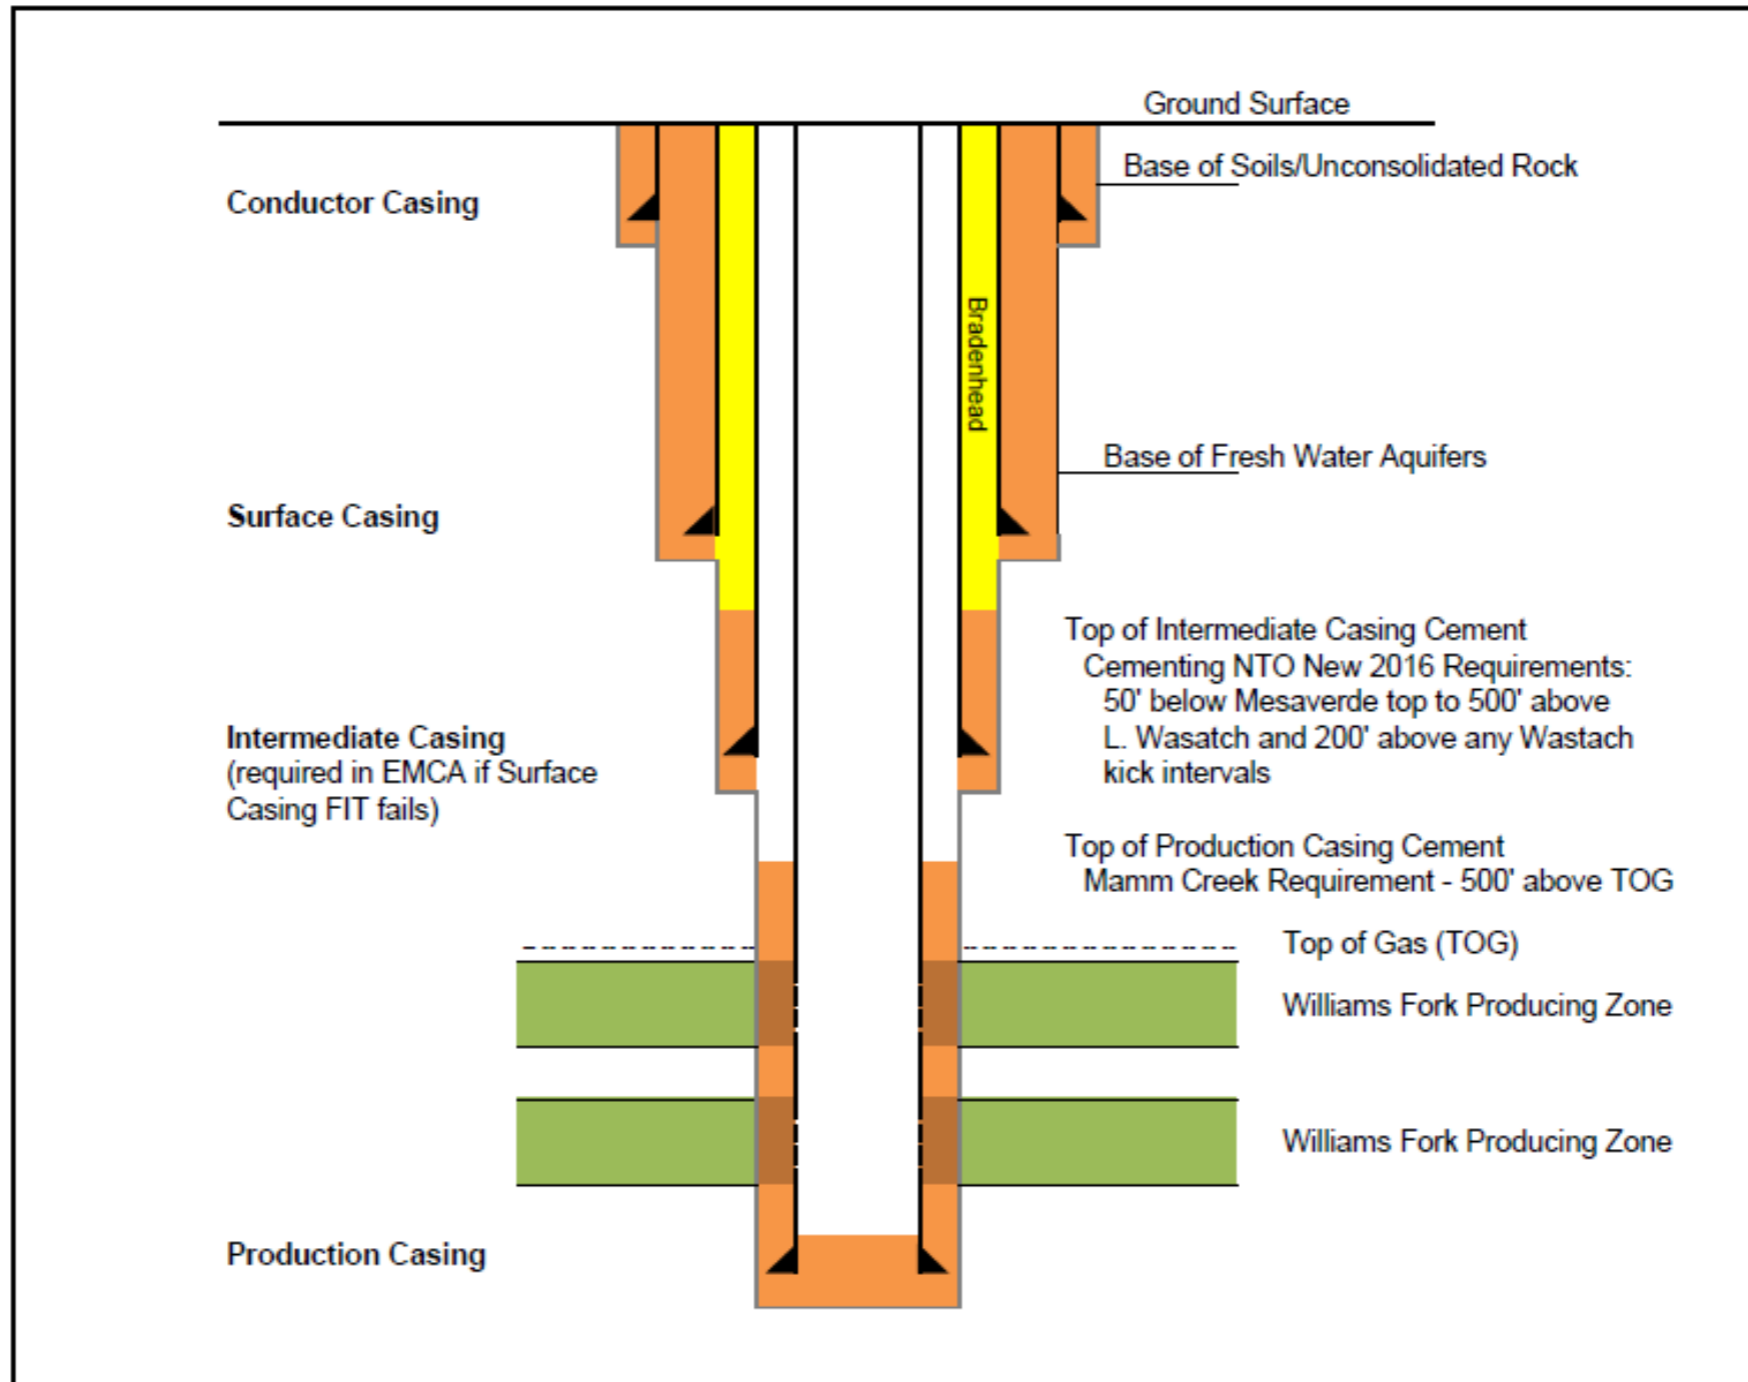 Ground Surface
Base of Soils/Unconsolidated Rock
Conductor Casing
Bradenhead
Base of Fresh Water Aquifers
Surface Casing
Top of Intermediate Casing Cement
Cementing NTO New 2016 Requirements:
50' below Mesaverde top to 500' above
L. Wasatch and 200' above any Wastach
kick intervals
Intermediate Casing
(required in EMCA if Surface
Casing FIT fails)
Top of Production Casing Cement
Mamm Creek Requirement - 500' above TOG
Top of Gas (TOG)
Williams Fork Producing Zone
Williams Fork Producing Zone
Production Casing